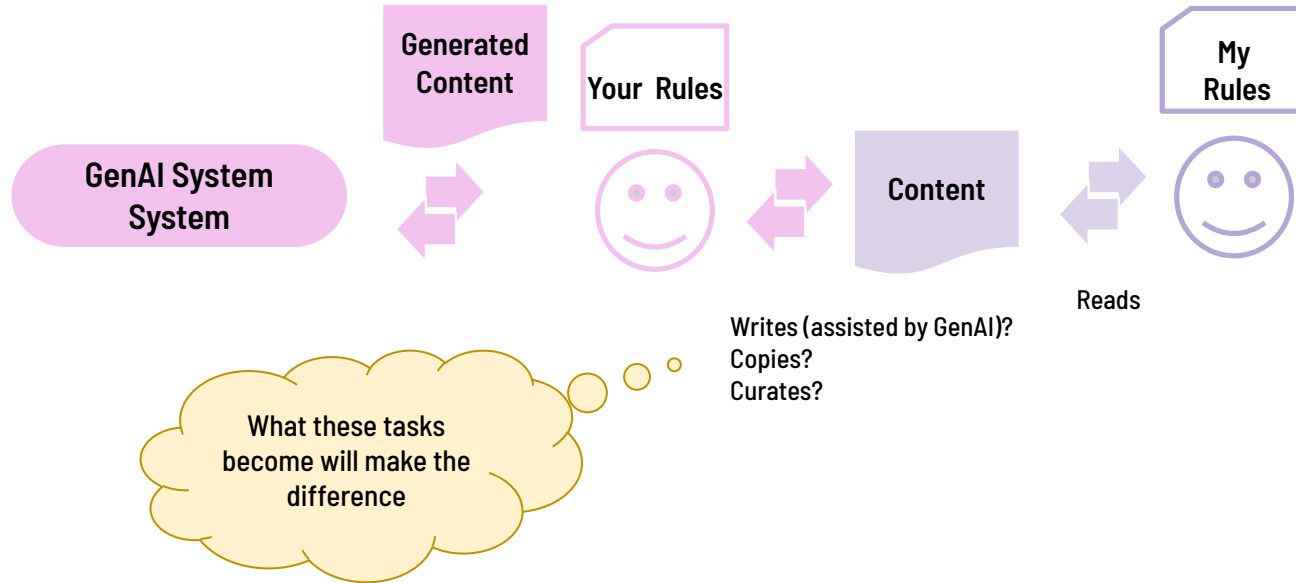 Generated
Content
Your Rules
My
Rules
GenAI System
System
Content
Reads
Writes (assisted by GenAI)?
Copies?
Curates?
What these tasks
become will make the
difference